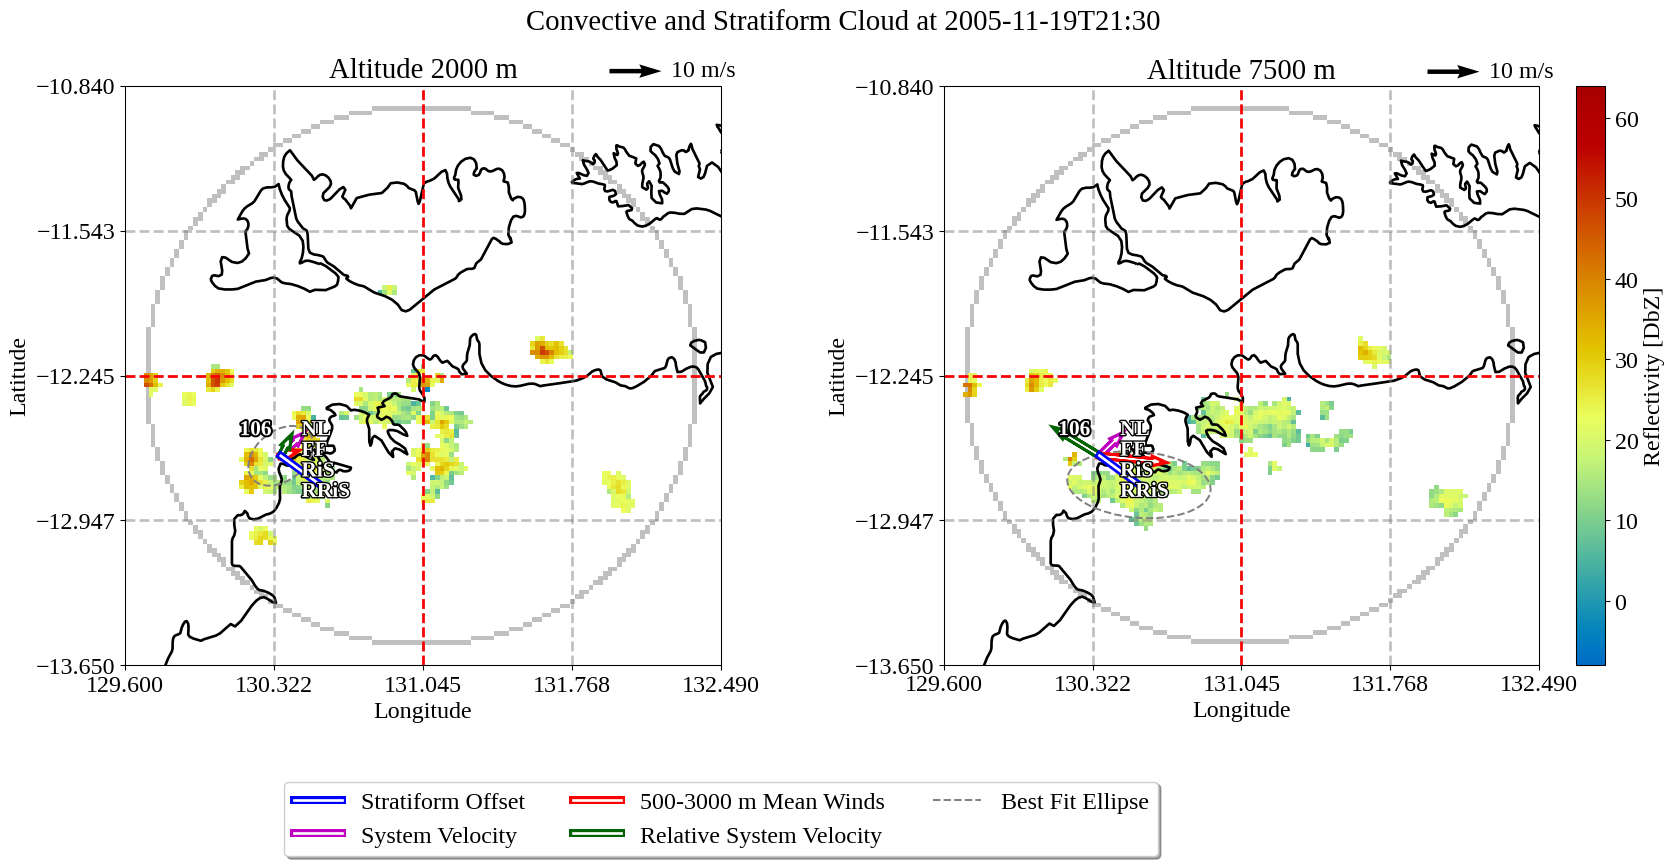 Convective and Stratiform Cloud at 2005-11-19T21:30
Altitude 2000 m
10 m/s
Altitude 7500 m
10 m/s
−10.840
−11.543
−12.245
−12.947
−13.650
129.600
130.322
131.045
131.768
132.490
Longitude
Latitude
106
NL
FF
RiS
RRiS
−10.840
−11.543
−12.245
−12.947
−13.650
129.600
130.322
131.045
131.768
132.490
Longitude
Latitude
106
NL
FF
RiS
RRiS
60
50
40
30
20
10
0
Reflectivity [DbZ]
Stratiform Offset
System Velocity
500-3000 m Mean Winds
Relative System Velocity
Best Fit Ellipse